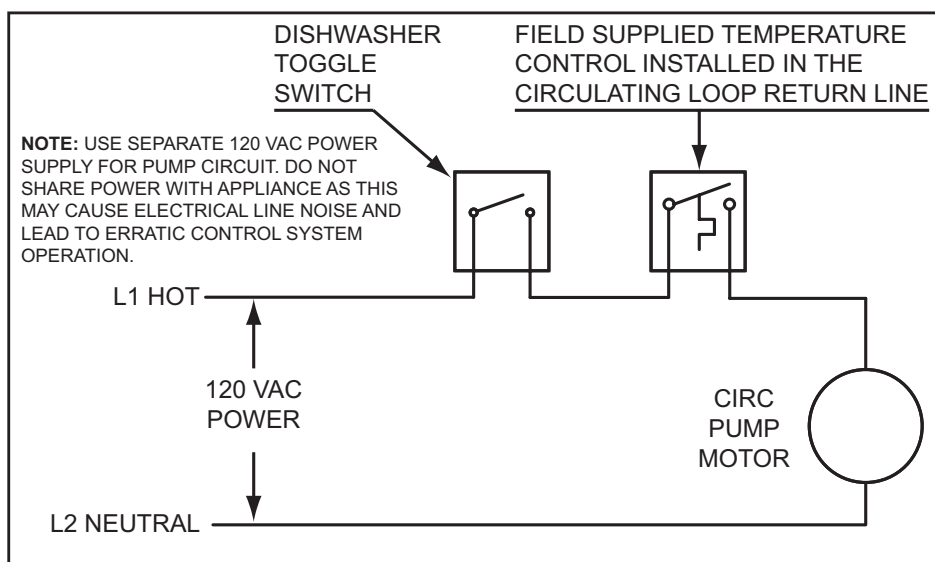 DISHWASHER
TOGGLE
SWITCH
FIELD SUPPLIED TEMPERATURE
CONTROL INSTALLED IN THE
CIRCULATING LOOP RETURN LINE
NOTE: USE SEPARATE 120 VAC POWER
SUPPLY FOR PUMP CIRCUIT. DO NOT
SHARE POWER WITH APPLIANCE AS THIS
MAY CAUSE ELECTRICAL LINE NOISE AND
LEAD TO ERRATIC CONTROL SYSTEM
OPERATION.
L1 HOT
120 VAC
POWER
CIRC
PUMP
MOTOR
L2 NEUTRAL